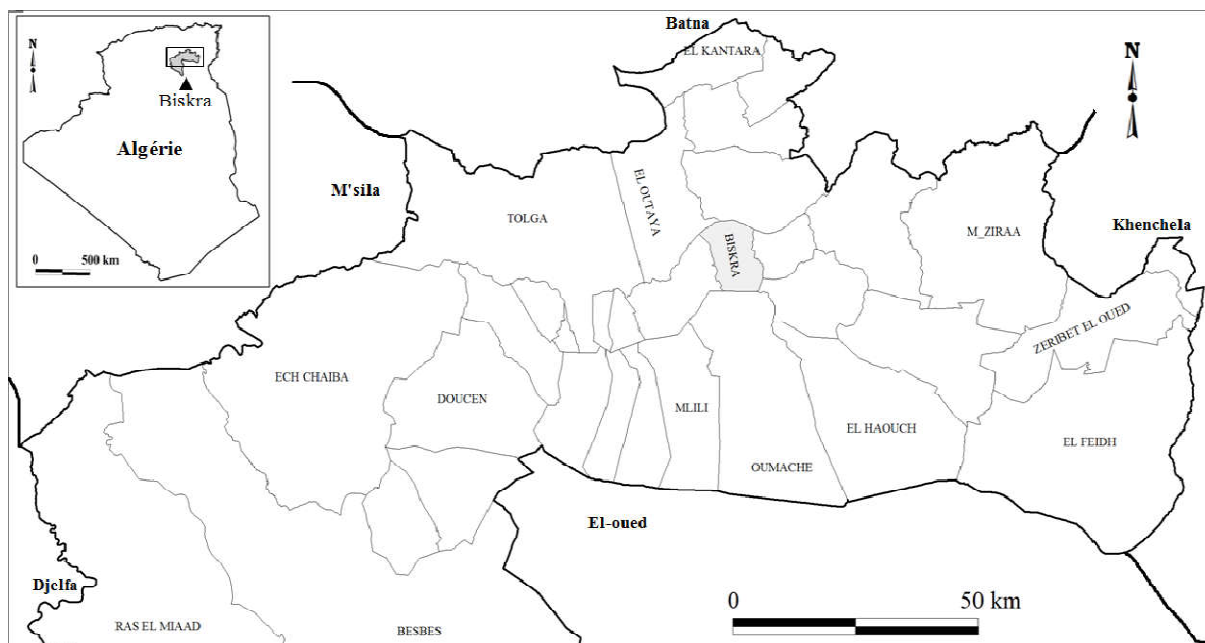 N
Biskra
Algérie
0 500 km
Batna
EL KANTARA
N
M'sila
TOLGA
EL OUTAYA
BISKRA
M_ZIRAA
Khenchela
ZERIBET EL OUED
ECH CHAIBA
DOUCEN
MLILI
EL HAOUCH
EL FEIDH
OUMACHE
El-oued
Djelfa
RAS EL MIAAD
BESBES
0 50 km